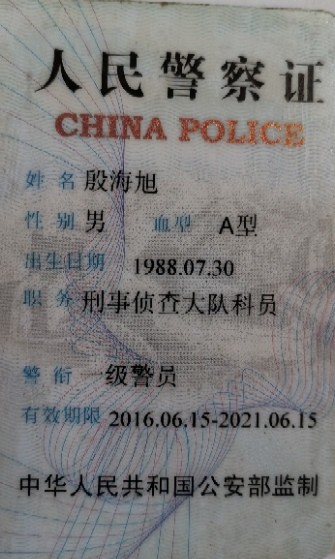 人民警察证
CHINA POLICE
姓名 殷海旭
性别 男 血型 A型
出生日期 1988.07.30
职务 刑事侦查大队科员
警衔 一级警员
有效期限 2016.06.15-2021.06.15
中华人民共和国公安部监制